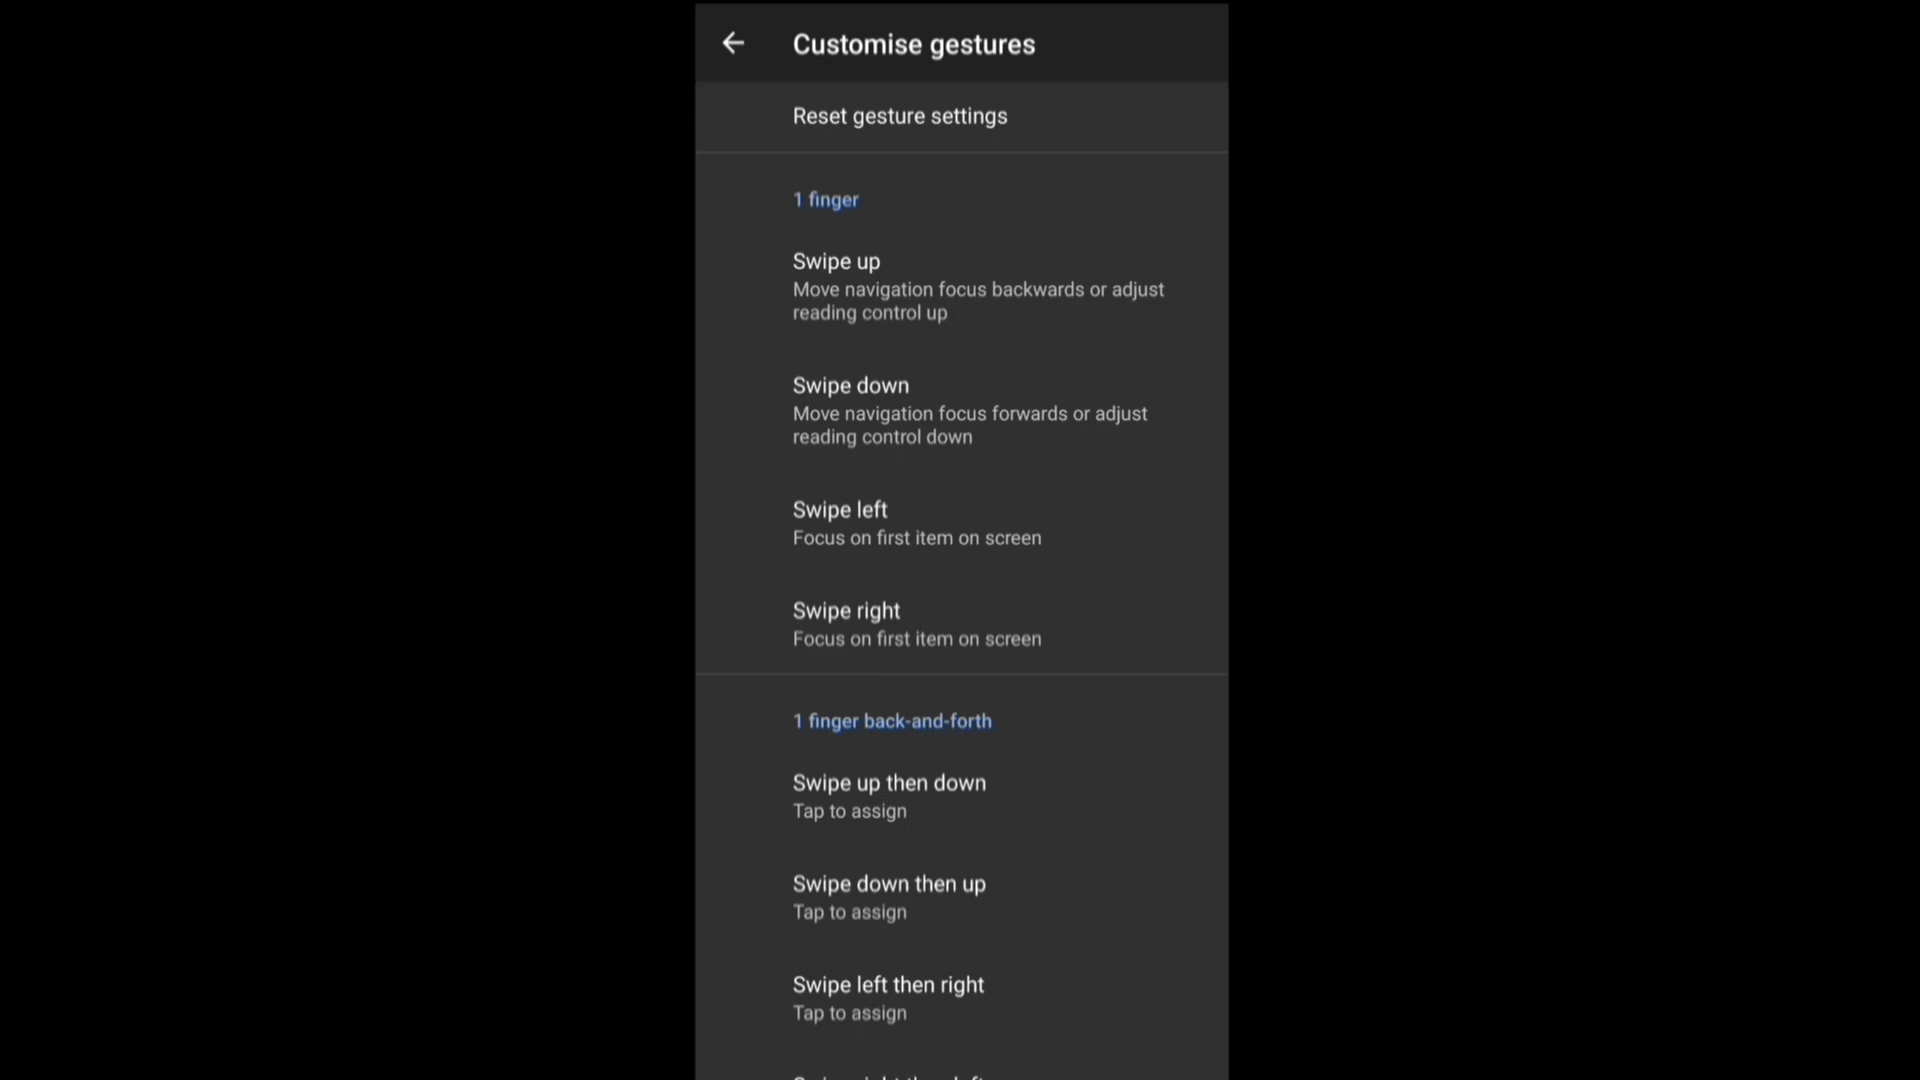 Customise gestures
Reset gesture settings
1 finger
Swipe up
Move navigation focus backwards or adjust
reading control up
Swipe down
Move navigation focus forwards or adjust
reading control down
Swipe left
Focus on first item on screen
Swipe right
Focus on first item on screen
1 finger back-and-forth
Swipe up then down
Tap to assign
Swipe down then up
Tap to assign
Swipe left then right
Tap to assign